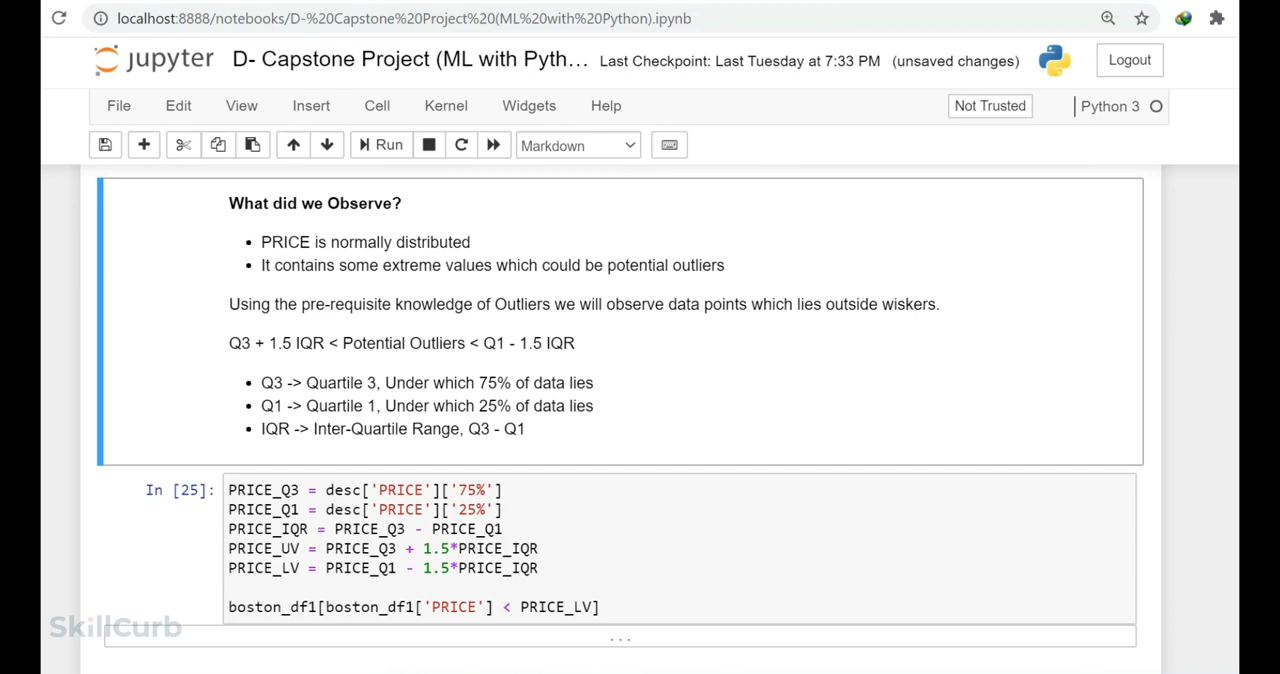 localhost:8888/notebooks/D-%20Capstone%20Project%20(ML%20with%20Python).ipynb
jupyter D- Capstone Project (ML with Pyth... Last Checkpoint: Last Tuesday at 7:33 PM (unsaved changes) Logout
File Edit View Insert Cell Kernel Widgets Help Not Trusted Python 3
Run Markdown
What did we Observe?
• PRICE is normally distributed
• It contains some extreme values which could be potential outliers
Using the pre-requisite knowledge of Outliers we will observe data points which lies outside wiskers.
Q3 + 1.5 IQR < Potential Outliers < Q1 - 1.5 IQR
• Q3 -> Quartile 3, Under which 75% of data lies
• Q1 -> Quartile 1, Under which 25% of data lies
• IQR -> Inter-Quartile Range, Q3 - Q1
In [25]: PRICE_Q3 = desc['PRICE']['75%']
PRICE_Q1 = desc['PRICE']['25%']
PRICE_IQR = PRICE_Q3 - PRICE_Q1
PRICE_UV = PRICE_Q3 + 1.5*PRICE_IQR
PRICE_LV = PRICE_Q1 - 1.5*PRICE_IQR
boston_df1[boston_df1['PRICE'] < PRICE_LV]
SkillCurb
...